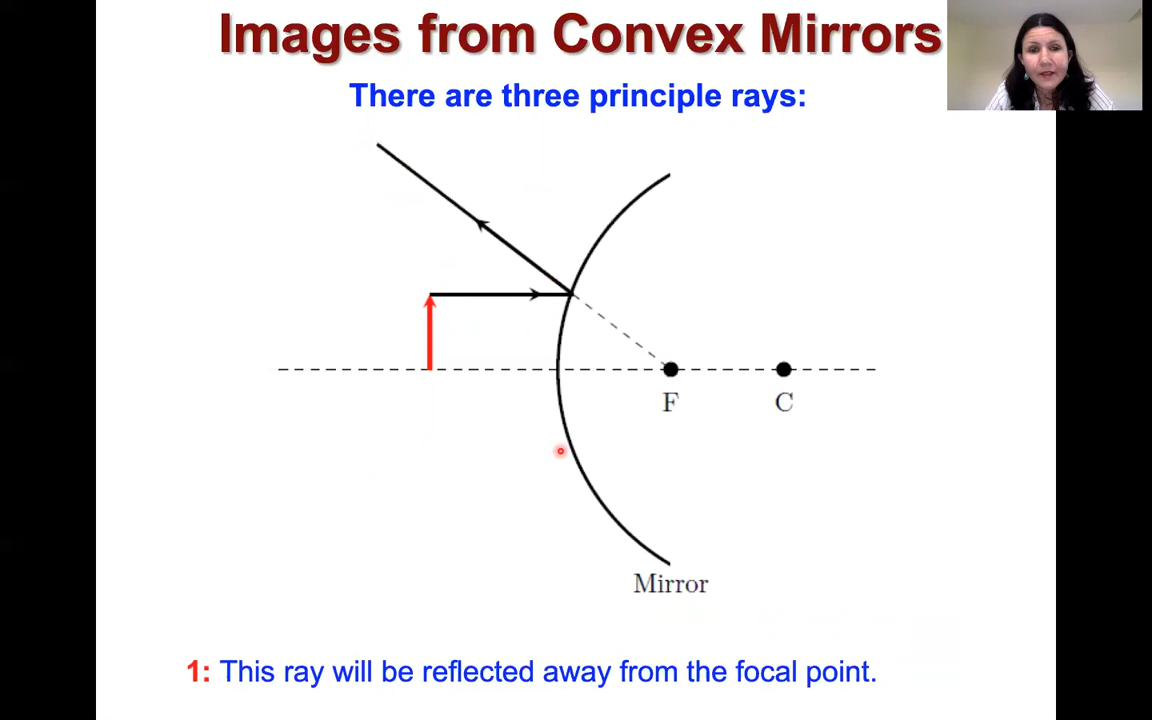 Images from Convex Mirrors
There are three principle rays:
F
C
Mirror
1: This ray will be reflected away from the focal point.